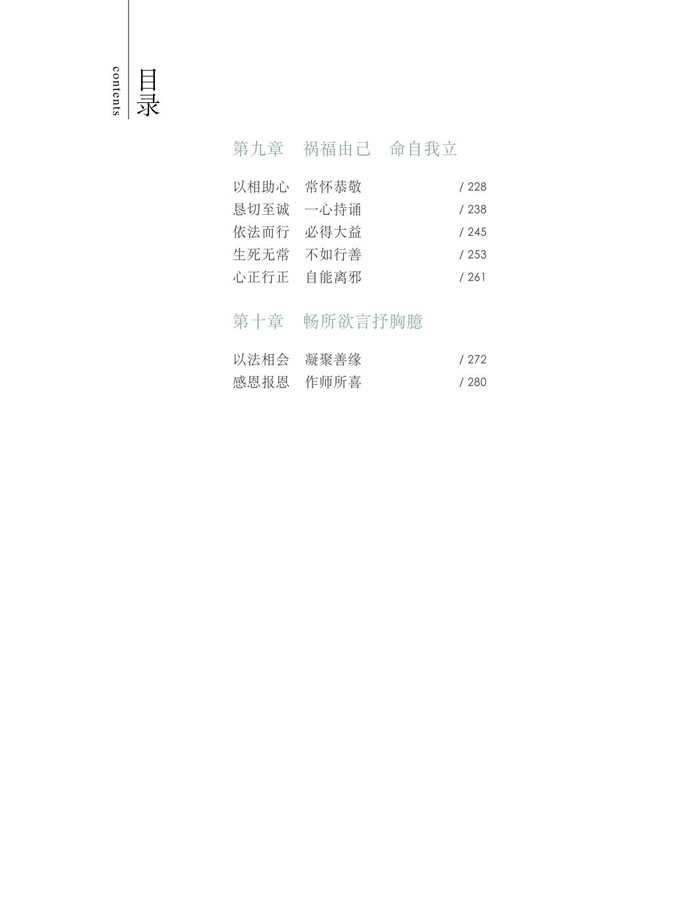 目录
contents
第九章 祸福由己 命自我立
以相助心 常怀恭敬 / 228
恳切至诚 一心持诵 / 238
依法而行 必得大益 / 245
生死无常 不如行善 / 253
心正行正 自能离邪 / 261
第十章 畅所欲言抒胸臆
以法相会 凝聚善缘 / 272
感恩报恩 作师所喜 / 280